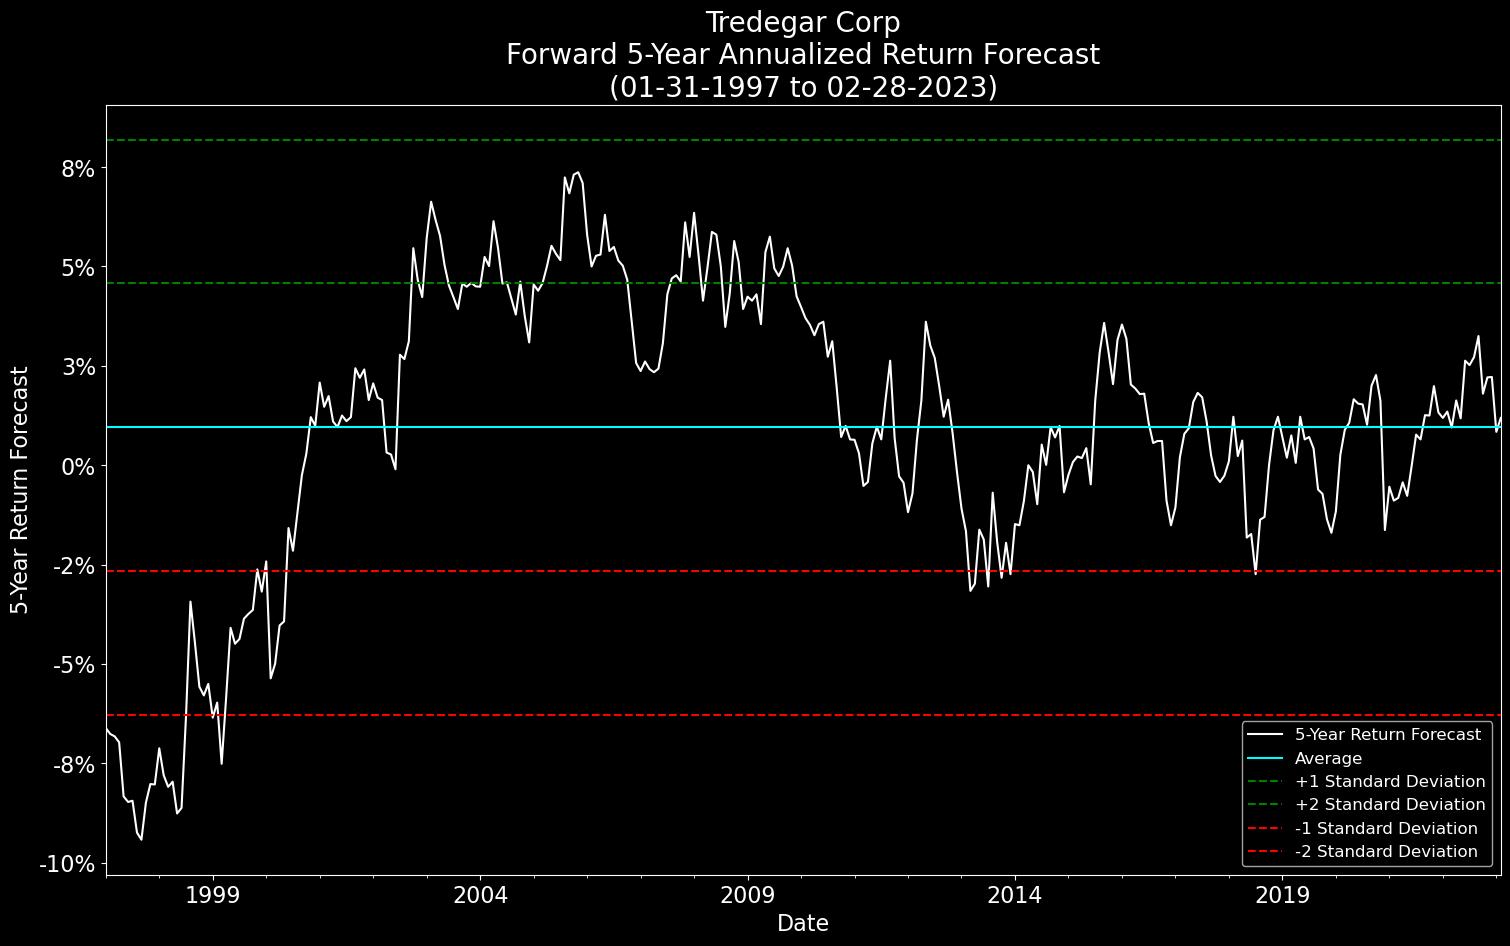 Tredegar Corp
Forward 5-Year Annualized Return Forecast
(01-31-1997 to 02-28-2023)
5-Year Return Forecast
8%
5%
3%
0%
-2%
-5%
-8%
-10%
1999
2004
2009
2014
2019
Date
5-Year Return Forecast
Average
+1 Standard Deviation
+2 Standard Deviation
-1 Standard Deviation
-2 Standard Deviation